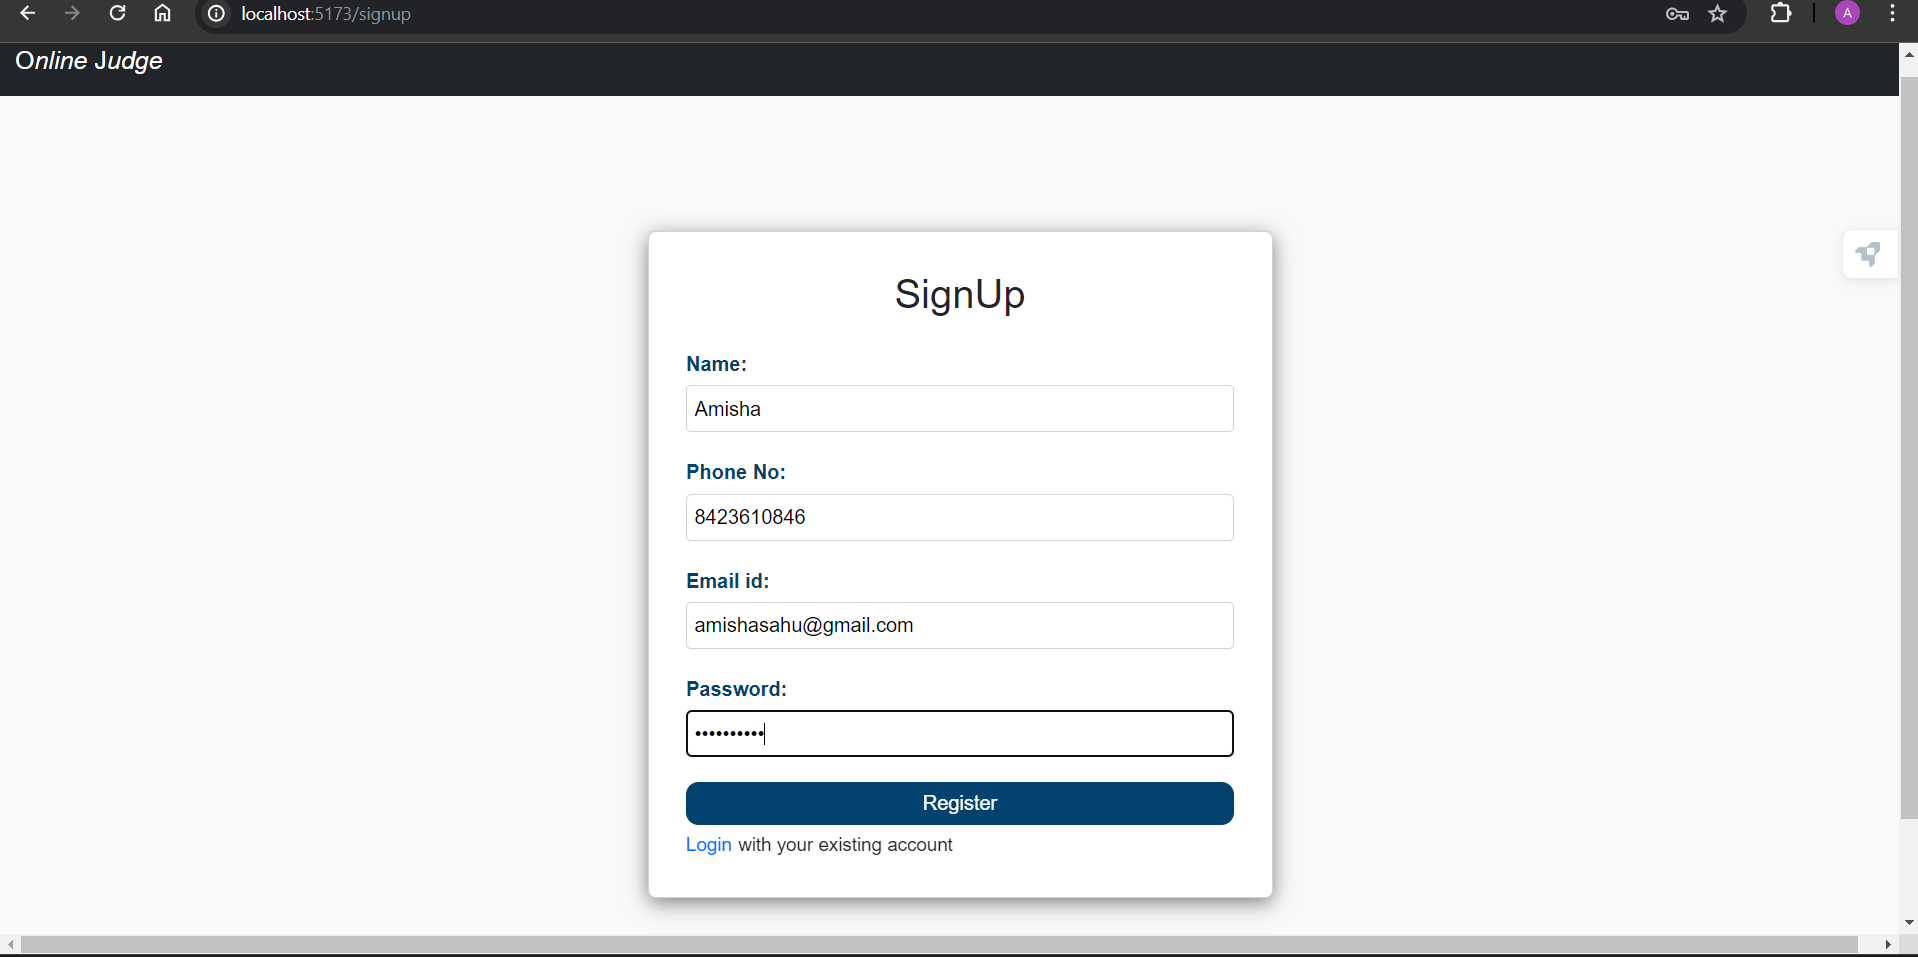 localhost:5173/signup
A
Online Judge
SignUp
Name:
Amisha
Phone No:
8423610846
Email id:
amishasahu@gmail.com
Password:
••••••••••
Register
Login with your existing account